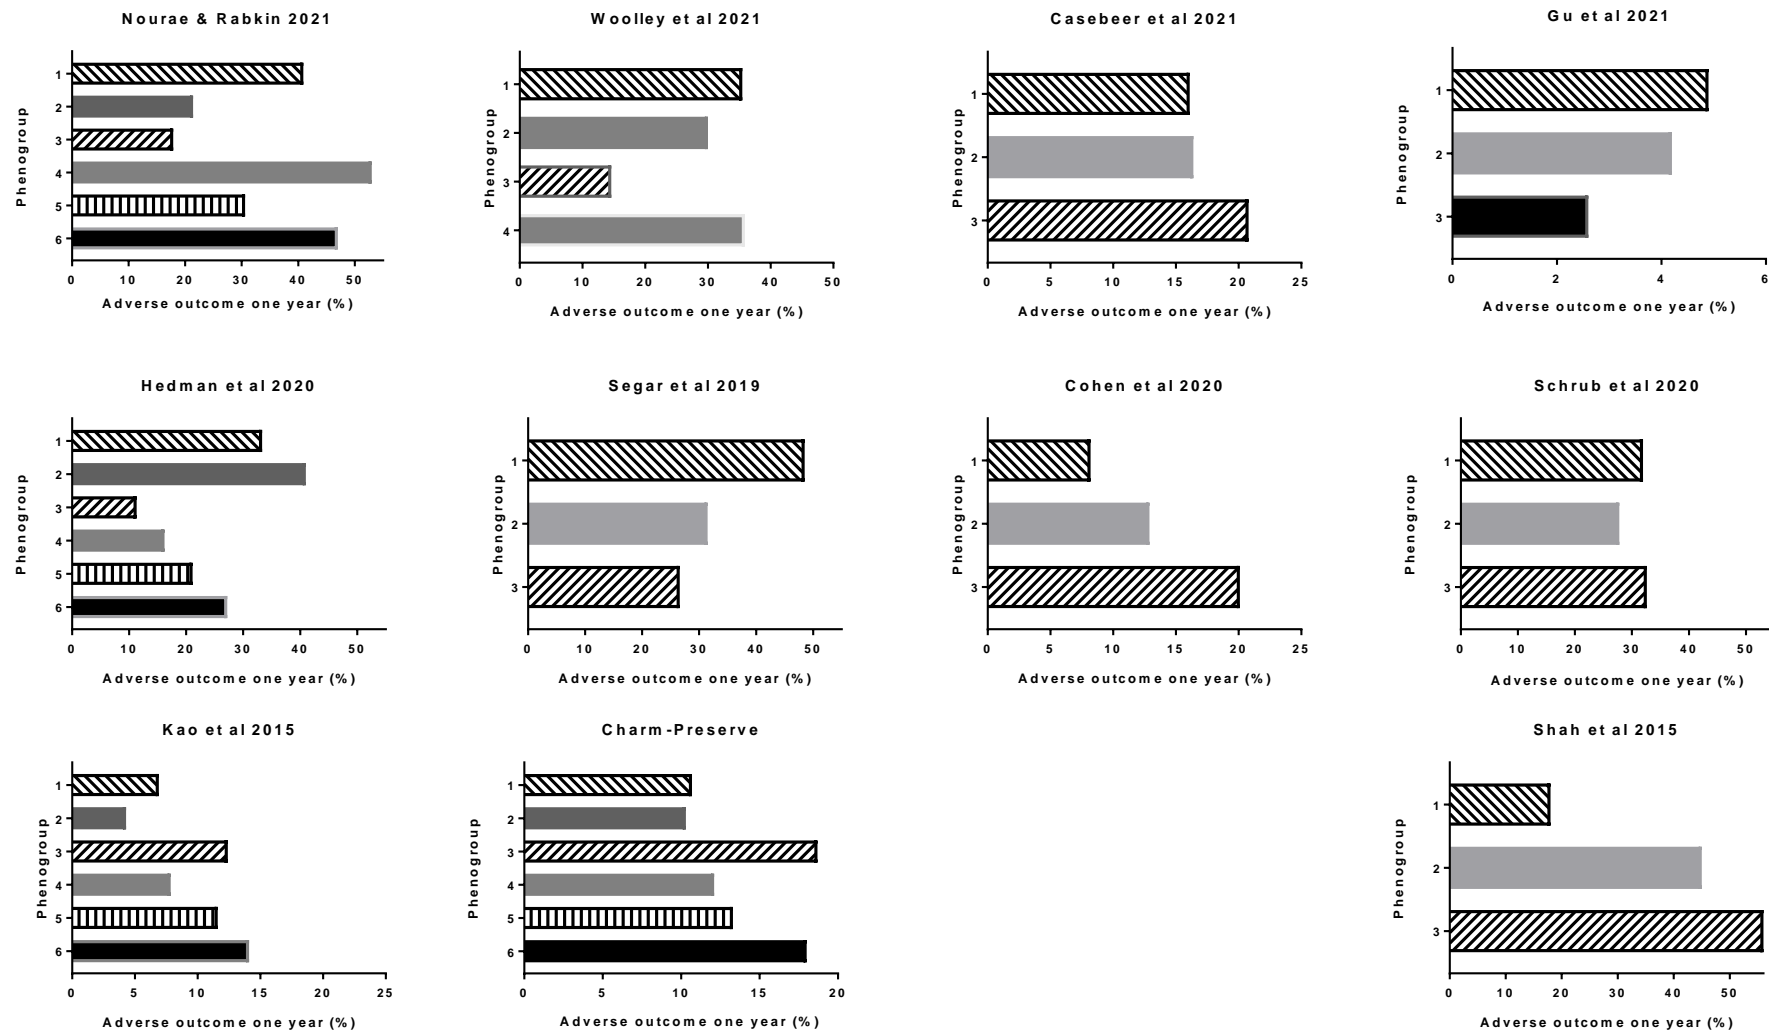 Nourae & Rabkin 2021
Phenogroup
1
2
3
4
5
6
0 10 20 30 40 50
Adverse outcome one year (%)
Woolley et al 2021
Phenogroup
1
2
3
4
0 10 20 30 40 50
Adverse outcome one year (%)
Casebeer et al 2021
Phenogroup
1
2
3
0 5 10 15 20 25
Adverse outcome one year (%)
Gu et al 2021
Phenogroup
1
2
3
0 2 4 6
Adverse outcome one year (%)
Hedman et al 2020
Phenogroup
1
2
3
4
5
6
0 10 20 30 40 50
Adverse outcome one year (%)
Segar et al 2019
Phenogroup
1
2
3
0 10 20 30 40 50
Adverse outcome one year (%)
Cohen et al 2020
Phenogroup
1
2
3
0 5 10 15 20 25
Adverse outcome one year (%)
Schrub et al 2020
Phenogroup
1
2
3
0 10 20 30 40 50
Adverse outcome one year (%)
Kao et al 2015
Phenogroup
1
2
3
4
5
6
0 5 10 15 20 25
Adverse outcome one year (%)
Charm-Preserve
Phenogroup
1
2
3
4
5
6
0 5 10 15 20
Adverse outcome one year (%)
Shah et al 2015
Phenogroup
1
2
3
0 10 20 30 40 50
Adverse outcome one year (%)